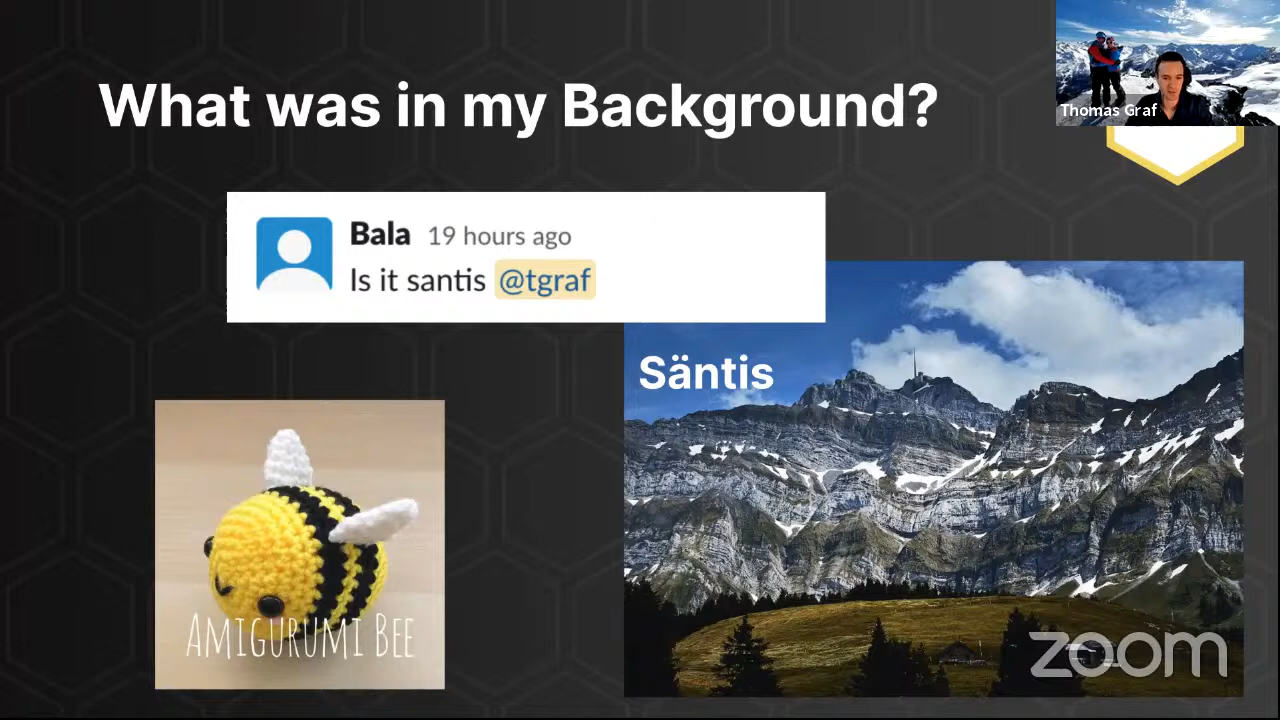 What was in my Background?
Thomas Graf
Bala 19 hours ago
Is it santis @tgraf
Säntis
AMIGURUMI BEE
zoom